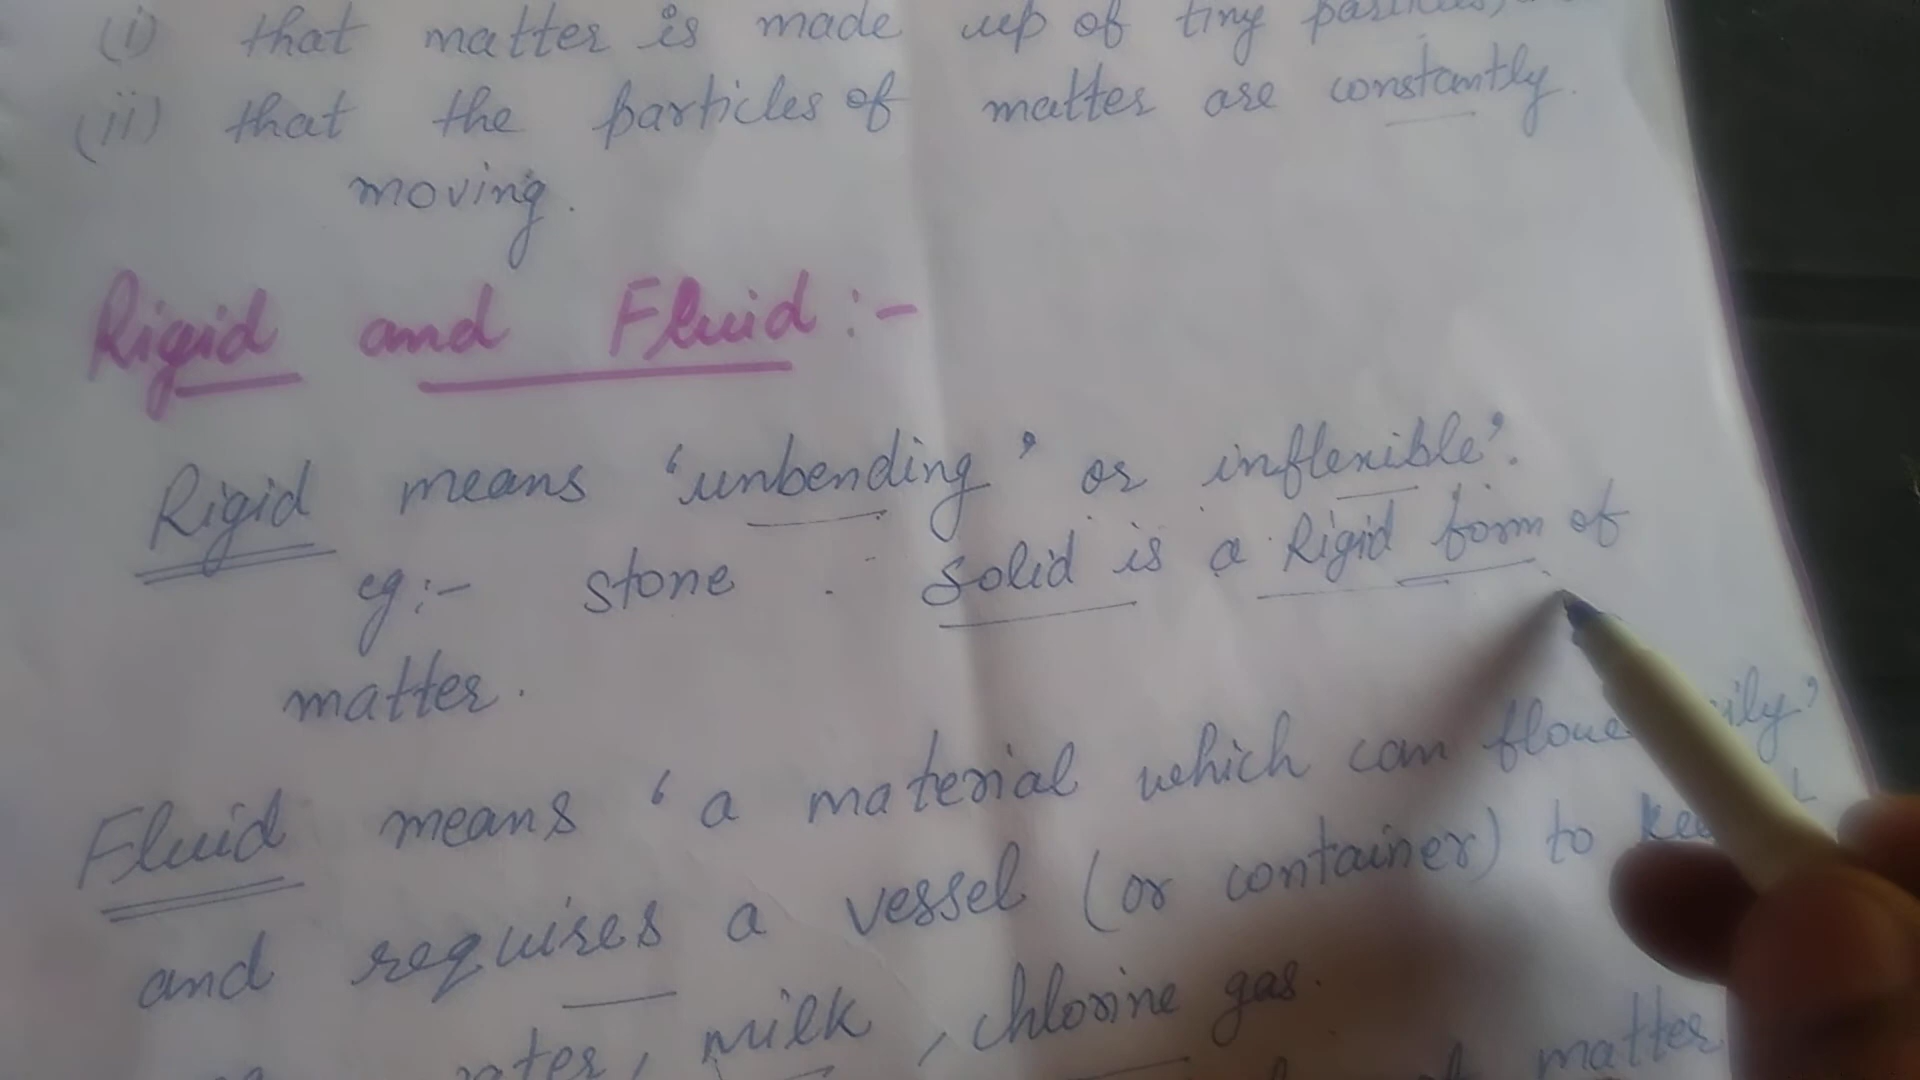 (i) that matter is made up of tiny particles,
(ii) that the particles of matter are constantly
moving.
Rigid and Fluid :-
Rigid means 'unbending' or inflexible'.
eg:- stone . solid is a Rigid form of
matter.
Fluid means 'a material which can flow
and requires a vessel (or container) to
milk, chlorine gas.
matter